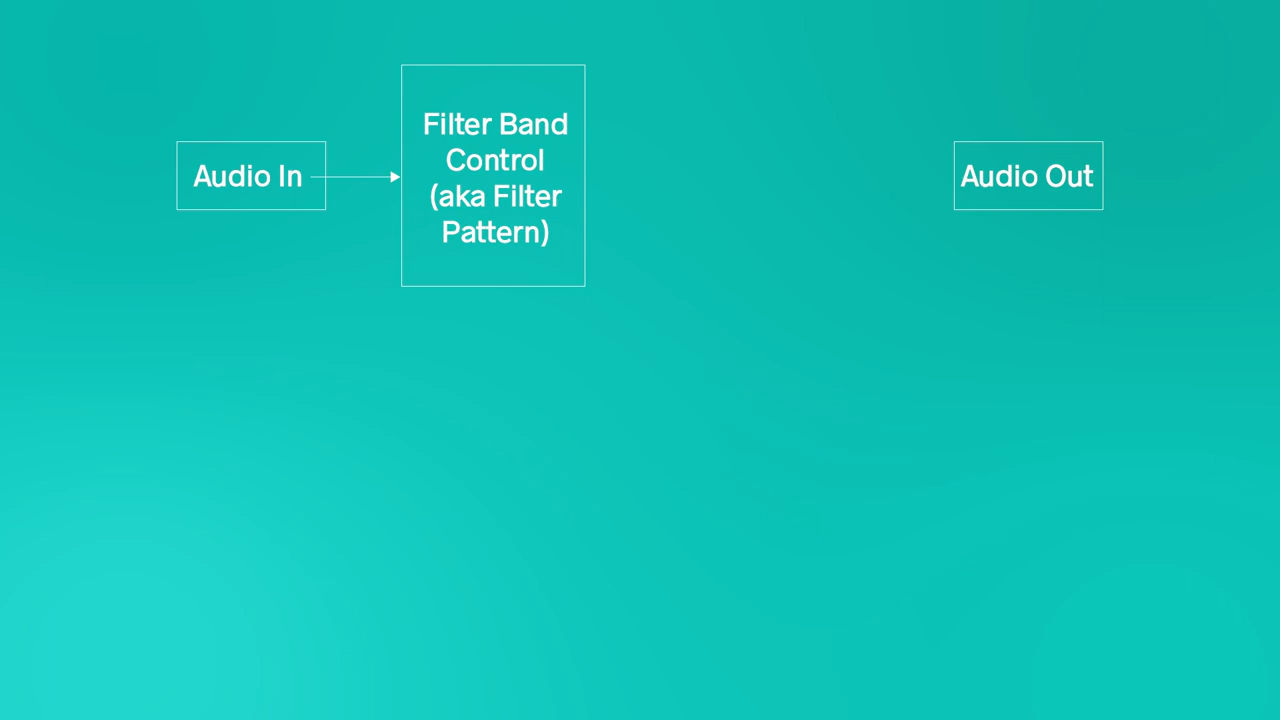 Audio In
Filter Band
Control
(aka Filter
Pattern)
Audio Out